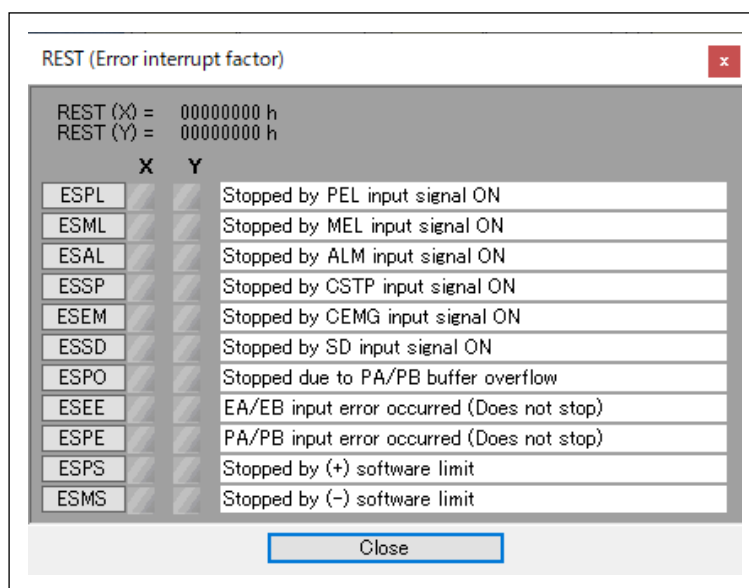 REST (Error interrupt factor)
x
REST (X) = 00000000 h
REST (Y) = 00000000 h
X Y
ESPL Stopped by PEL input signal ON
ESML Stopped by MEL input signal ON
ESAL Stopped by ALM input signal ON
ESSP Stopped by CSTP input signal ON
ESEM Stopped by CEMG input signal ON
ESSD Stopped by SD input signal ON
ESPO Stopped due to PA/PB buffer overflow
ESEE EA/EB input error occurred (Does not stop)
ESPE PA/PB input error occurred (Does not stop)
ESPS Stopped by (+) software limit
ESMS Stopped by (-) software limit
Close